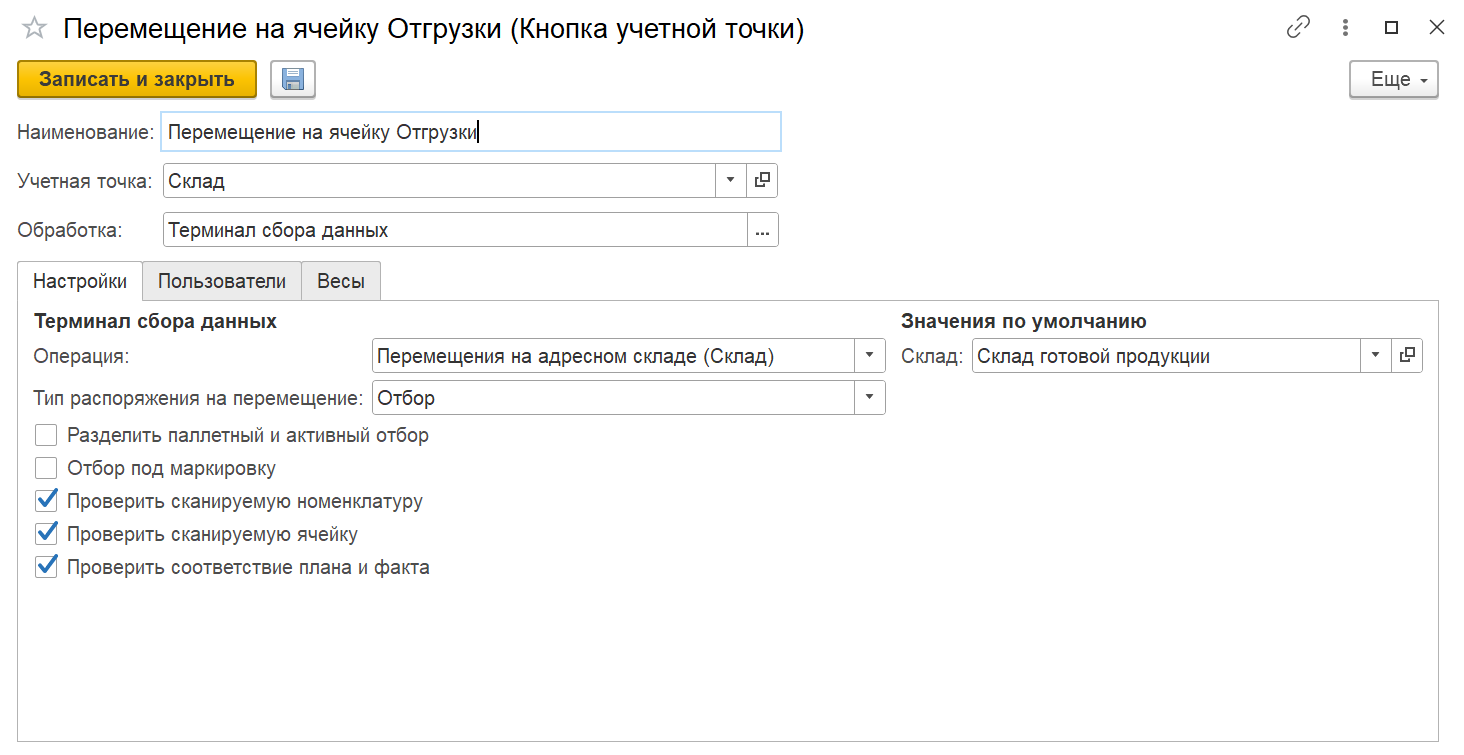 Перемещение на ячейку Отгрузки (Кнопка учетной точки)
Записать и закрыть
Еще
Наименование: Перемещение на ячейку Отгрузки
Учетная точка: Склад
Обработка: Терминал сбора данных ...
Настройки Пользователи Весы
Терминал сбора данных Значения по умолчанию
Операция: Перемещения на адресном складе (Склад) Склад: Склад готовой продукции
Тип распоряжения на перемещение: Отбор
Разделить паллетный и активный отбор
Отбор под маркировку
Проверить сканируемую номенклатуру
Проверить сканируемую ячейку
Проверить соответствие плана и факта